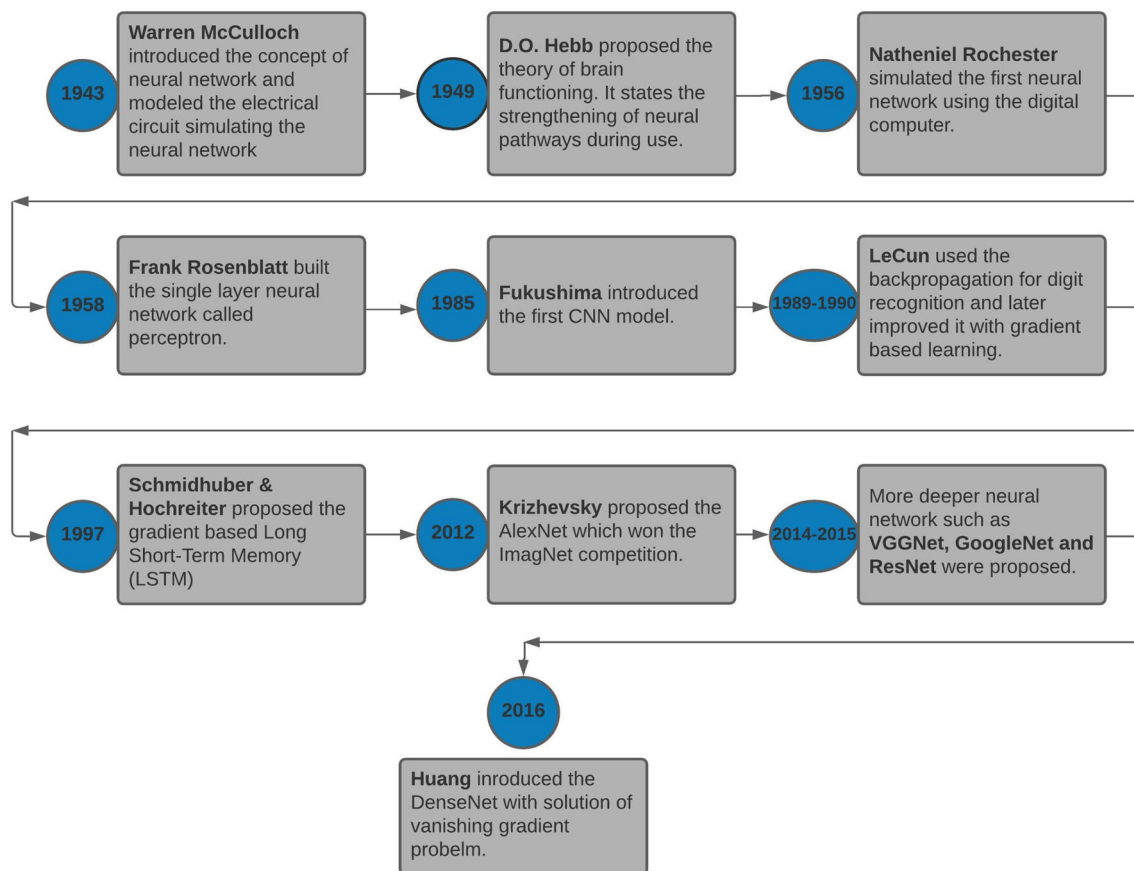 1943
Warren McCulloch
introduced the concept of
neural network and
modeled the electrical
circuit simulating the
neural network
1949
D.O. Hebb proposed the
theory of brain
functioning. It states the
strengthening of neural
pathways during use.
1956
Natheniel Rochester
simulated the first neural
network using the digital
computer.
1958
Frank Rosenblatt built
the single layer neural
network called
perceptron.
1985
Fukushima introduced
the first CNN model.
1989-1990
LeCun used the
backpropagation for digit
recognition and later
improved it with gradient
based learning.
1997
Schmidhuber &
Hochreiter proposed the
gradient based Long
Short-Term Memory
(LSTM)
2012
Krizhevsky proposed the
AlexNet which won the
ImagNet competition.
2014-2015
More deeper neural
network such as
VGGNet, GoogleNet and
ResNet were proposed.
2016
Huang inroduced the
DenseNet with solution of
vanishing gradient
probelm.